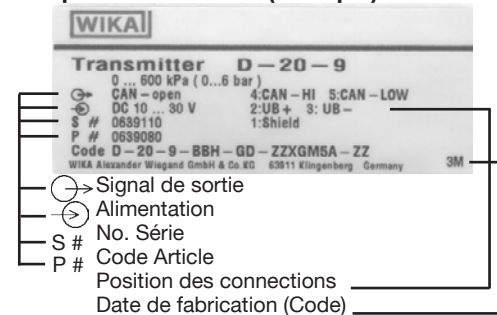 WIKA
Transmitter D-20-9
0 ... 600 kPa ( 0...6 bar )
CAN-open 4:CAN-HI 5:CAN-LOW
DC 10 ... 30 V 2:UB+ 3: UB-
S # 0639110 1:Shield
P # 0639080
Code D-20-9-BBH-GD-ZZXGM5A-ZZ
WIKA Alexander Wiegand GmbH & Co.KG 63911 Klingenberg Germany 3M
Signal de sortie
Alimentation
S # No. Série
P # Code Article
Position des connections
Date de fabrication (Code)